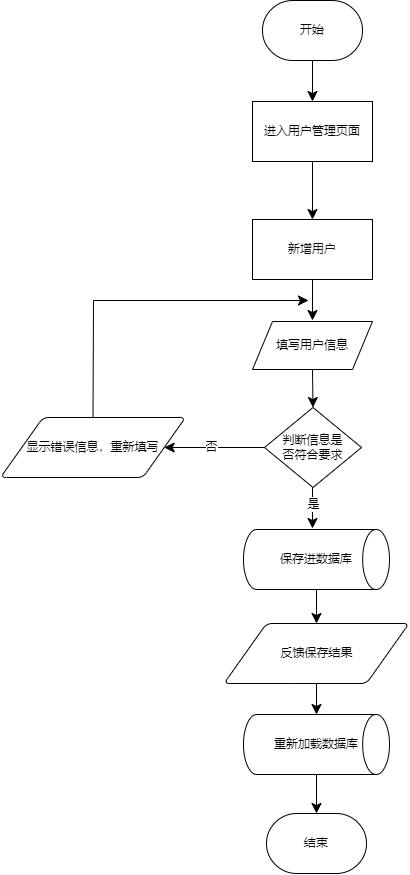 开始
进入用户管理页面
新增用户
填写用户信息
判断信息是
否符合要求
否
显示错误信息，重新填写
是
保存进数据库
反馈保存结果
重新加载数据库
结束